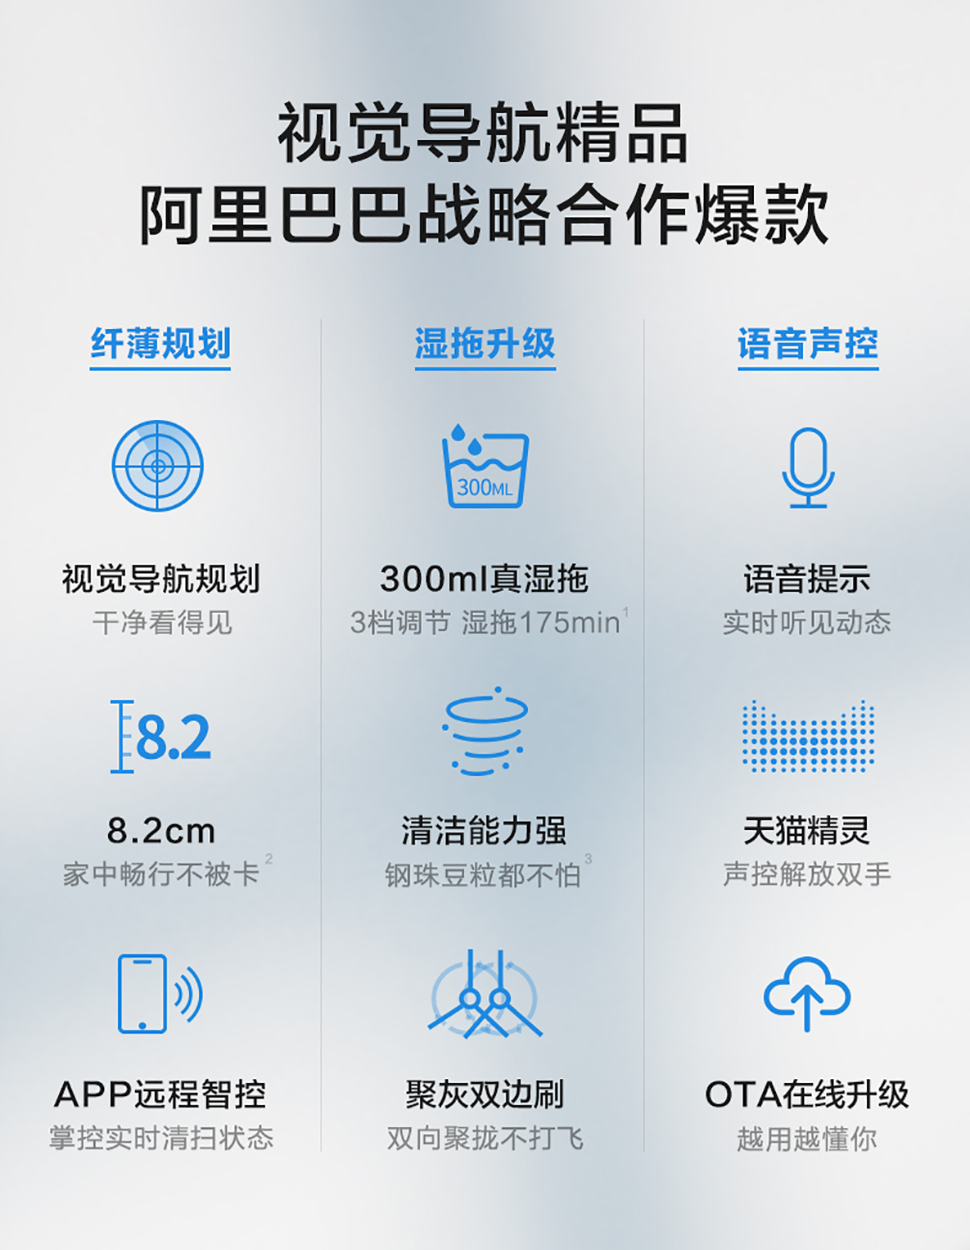 视觉导航精品
阿里巴巴战略合作爆款
纤薄规划
湿拖升级
语音声控
300ML
视觉导航规划
干净看得见
300ml真湿拖
3档调节 湿拖175min1
语音提示
实时听见动态
8.2
8.2cm
家中畅行不被卡2
清洁能力强
钢珠豆粒都不怕3
天猫精灵
声控解放双手
APP远程智控
掌控实时清扫状态
聚灰双边刷
双向聚拢不打飞
OTA在线升级
越用越懂你